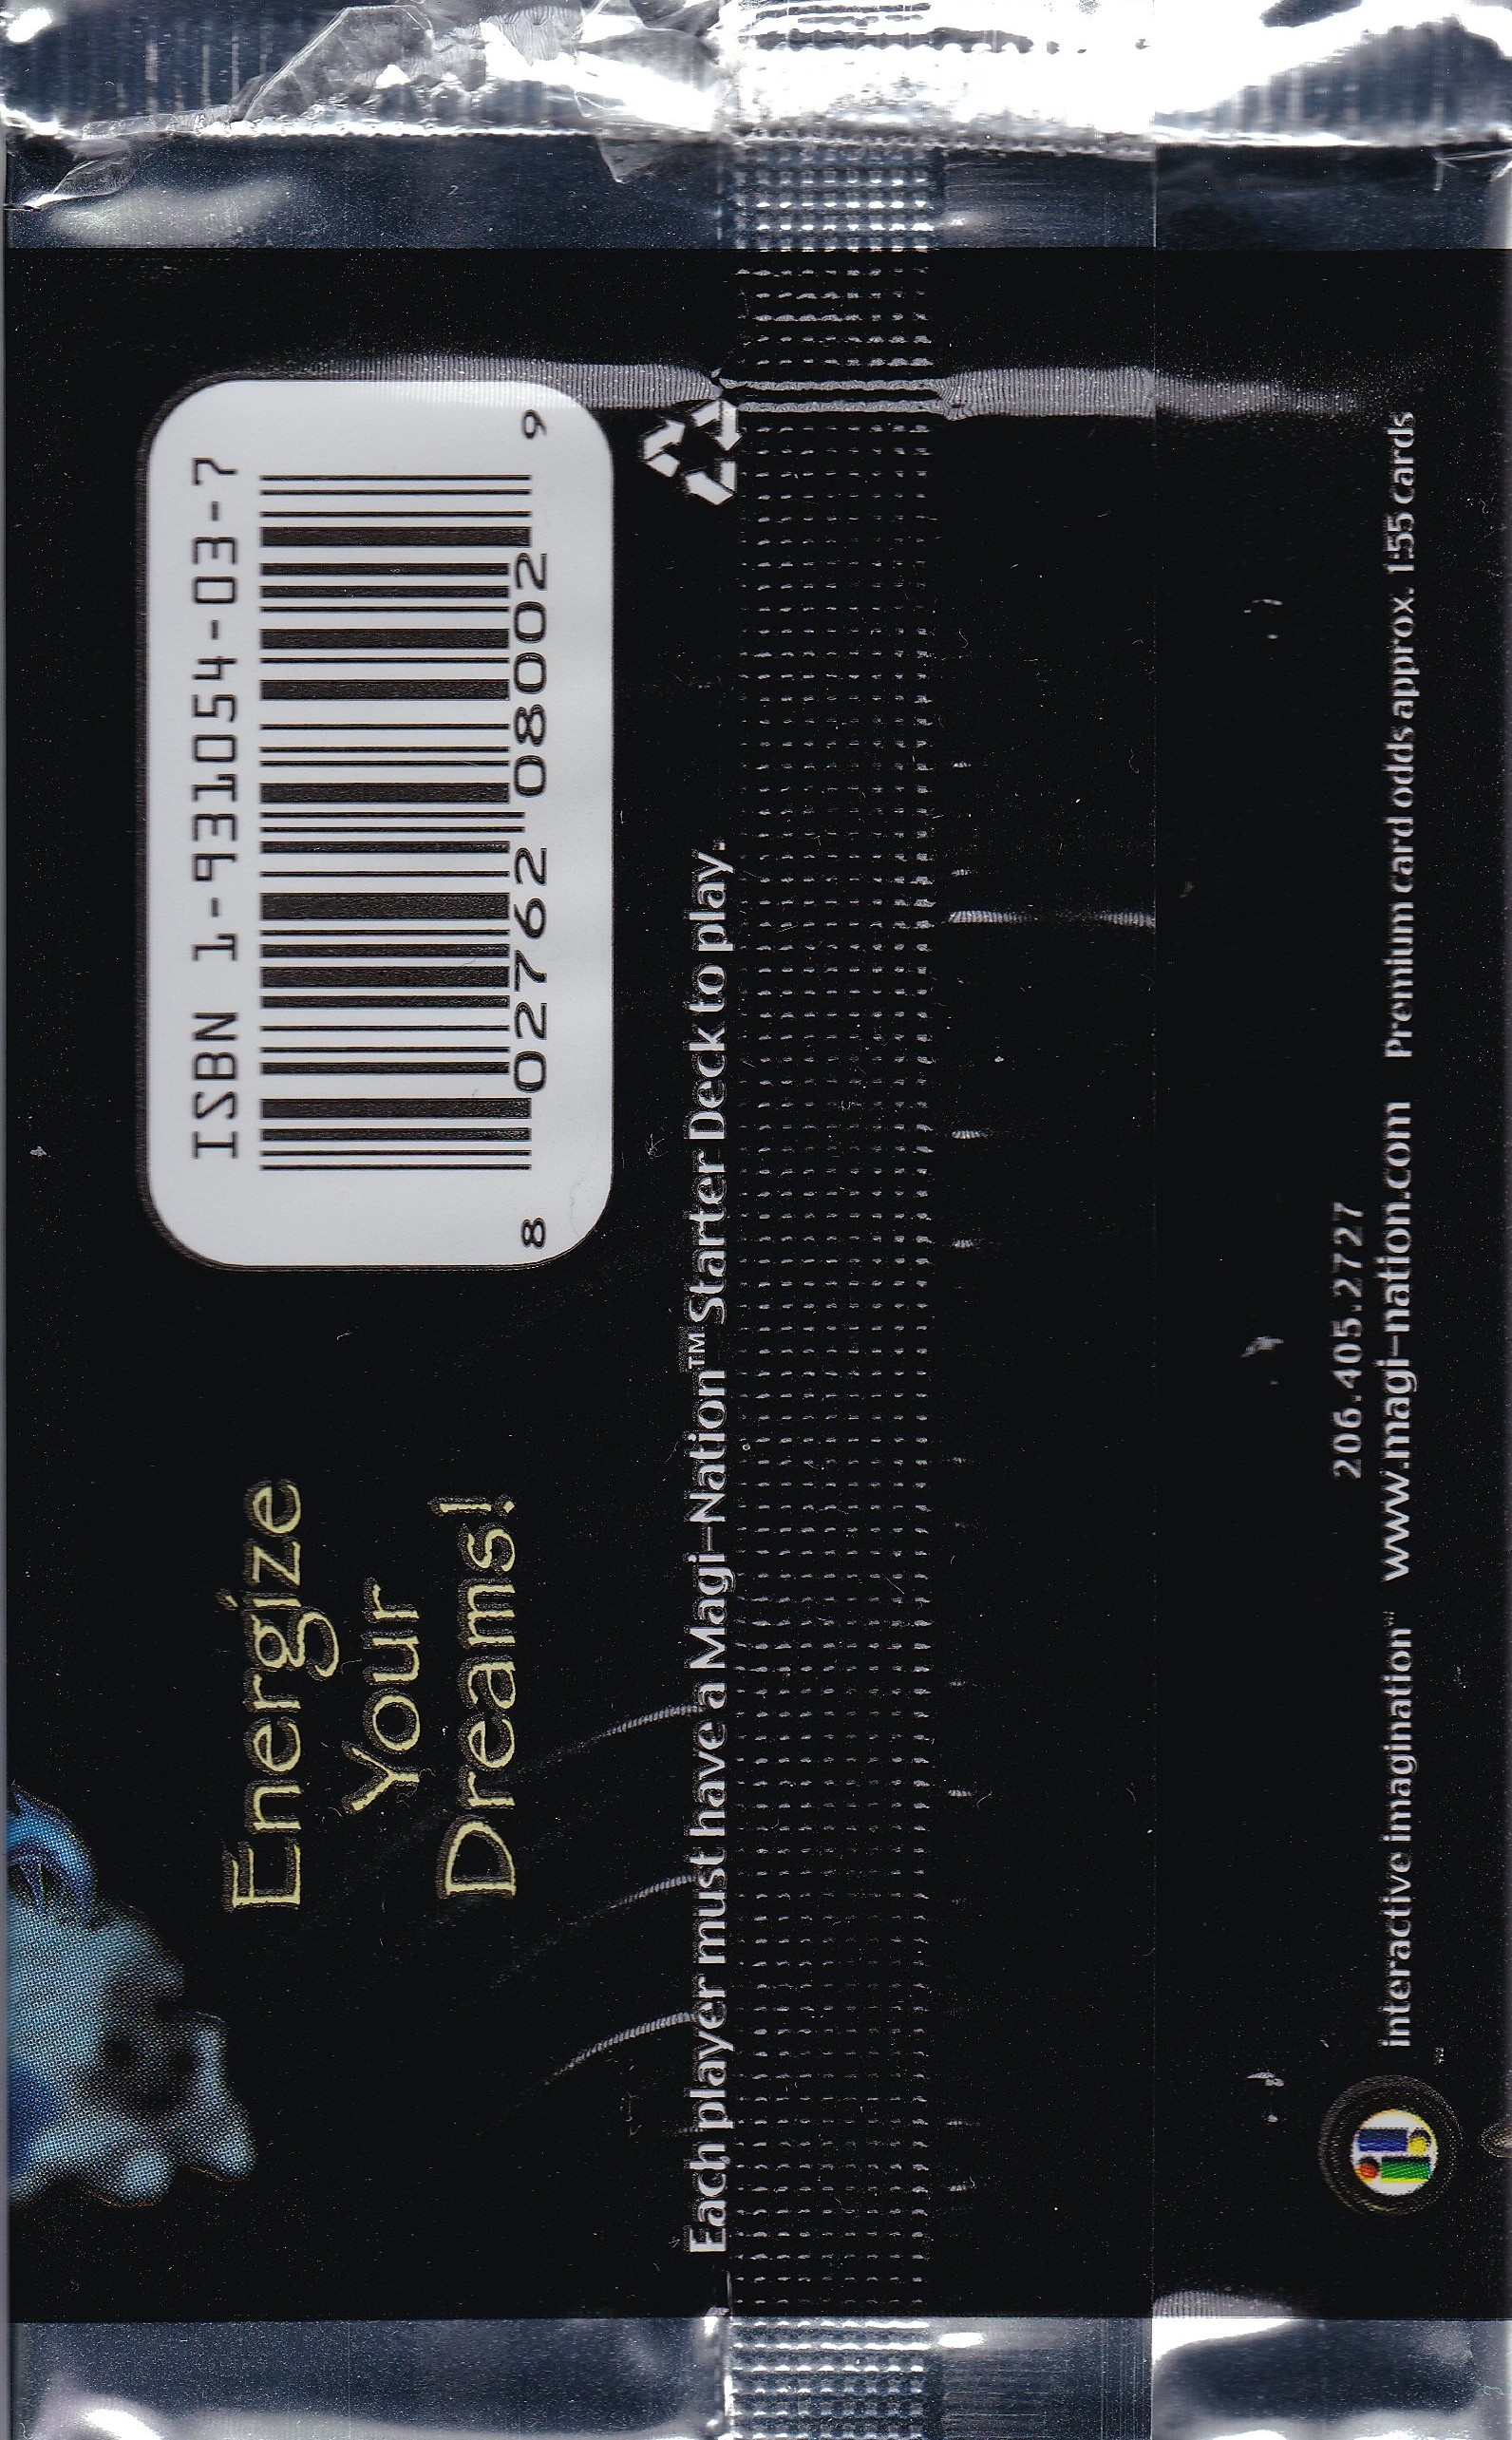 ISBN 1-931054-03-7
8 02762 08002 9
Energize
Your
Dreams!
Each player must have a Magi-Nation™ Starter Deck to play.
206.405.2727
interactive imagination™ www.magi-nation.com Premium card odds approx. 1:55 cards